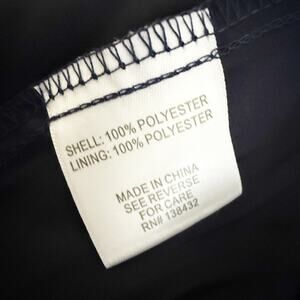 SHELL: 100% POLYESTER
LINING: 100% POLYESTER
MADE IN CHINA
SEE REVERSE
FOR CARE
RN# 138432